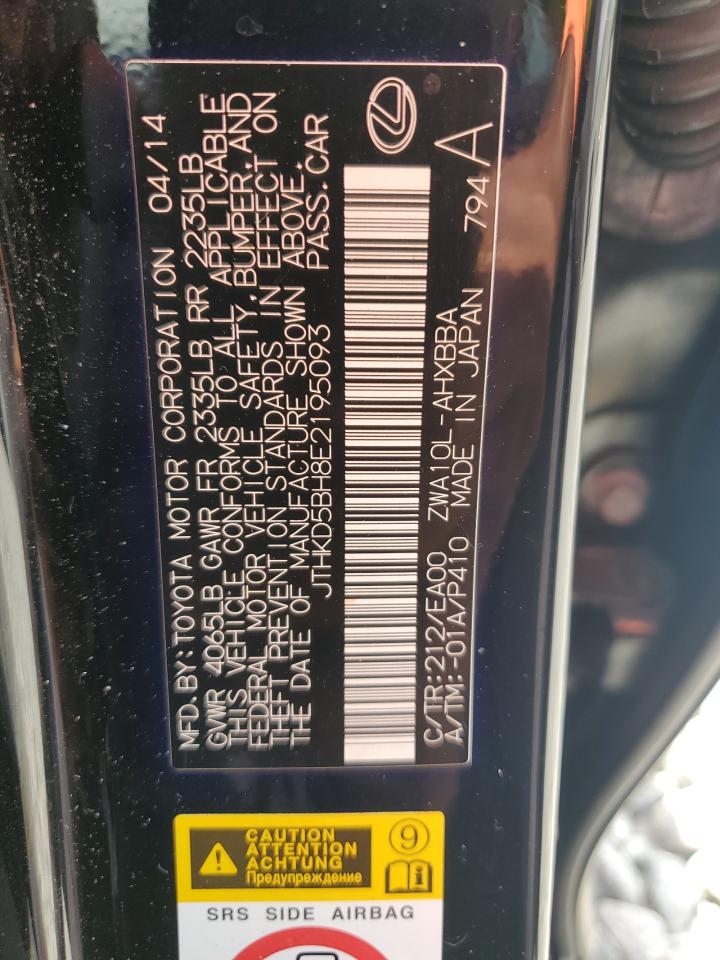 MFD.BY:TOYOTA MOTOR CORPORATION 04/14
GVWR 4065LB GAWR FR 2335LB RR 2235LB
THIS VEHICLE CONFORMS TO ALL APPLICABLE
FEDERAL MOTOR VEHICLE SAFETY,BUMPER,AND
THEFT PREVENTION STANDARDS IN EFFECT ON
THE DATE OF MANUFACTURE SHOWN ABOVE.
JTHKD5BH8E2195093 PASS.CAR
C/TR:212/EA00 ZWA10L-AHXBBA
A/TM:-01A/P410 MADE IN JAPAN 794 A
CAUTION
ATTENTION
ACHTUNG
Предупреждение
9
SRS SIDE AIRBAG